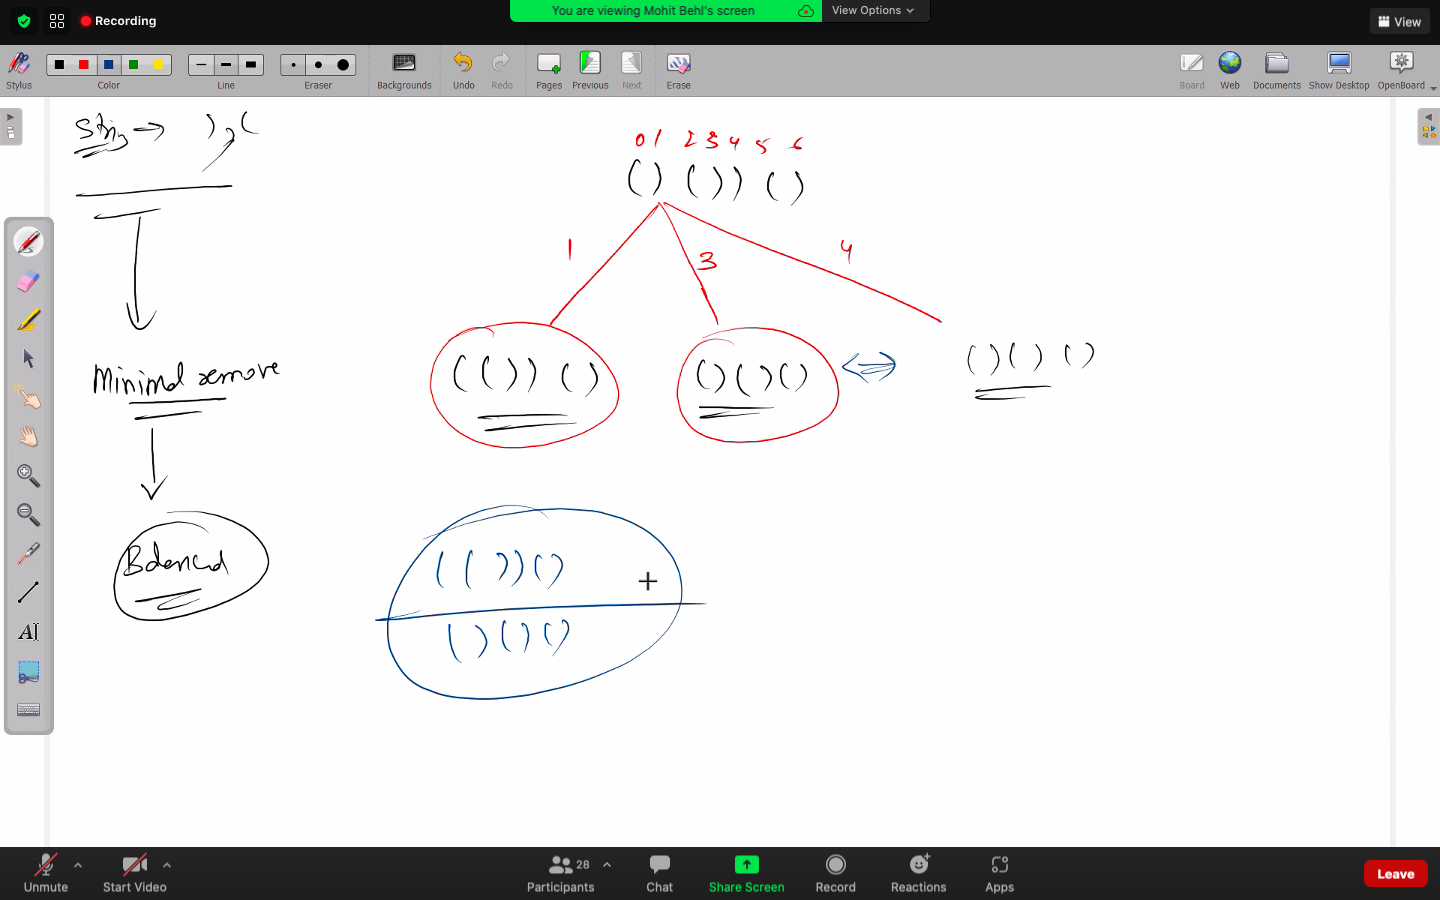 Recording
You are viewing Mohit Behl's screen
View Options
View
Stylus
Color
Line
Eraser
Backgrounds
Undo
Redo
Pages
Previous
Next
Erase
Board
Web
Documents
Show Desktop
OpenBoard
String → ) , (
0 1 2 3 4 5 6
( ) ( ) ) ( )
1 3 4
( ( ) ) ( ) ( ) ( ) ( ) ⇔ ( ) ( ) ( )
Minimal remove
Balanced
( ( ) ) ( )
( ) ( ) ( )
A
Unmute
Start Video
28
Participants
Chat
Share Screen
Record
Reactions
Apps
Leave